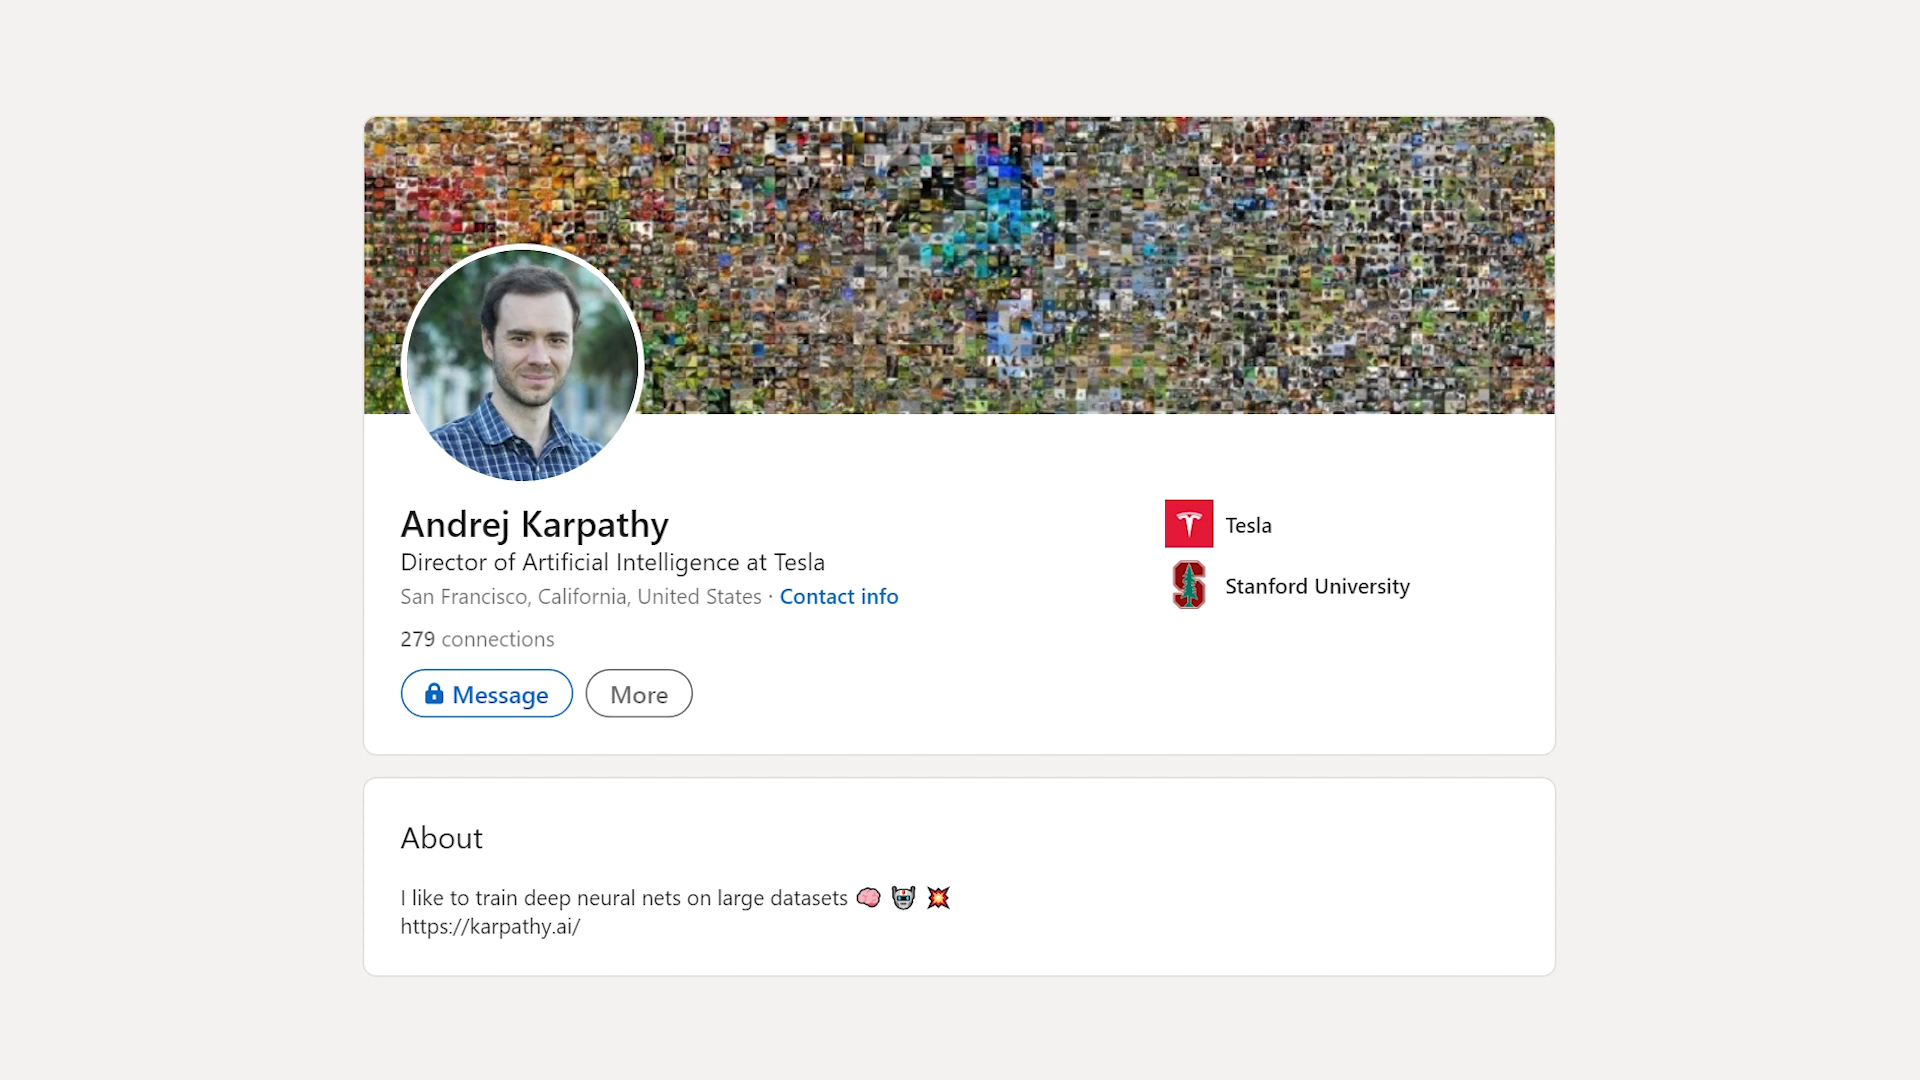 Andrej Karpathy
Director of Artificial Intelligence at Tesla
San Francisco, California, United States · Contact info
279 connections
Message
More
Tesla
Stanford University
About
I like to train deep neural nets on large datasets 🧠 🤖 💥
https://karpathy.ai/